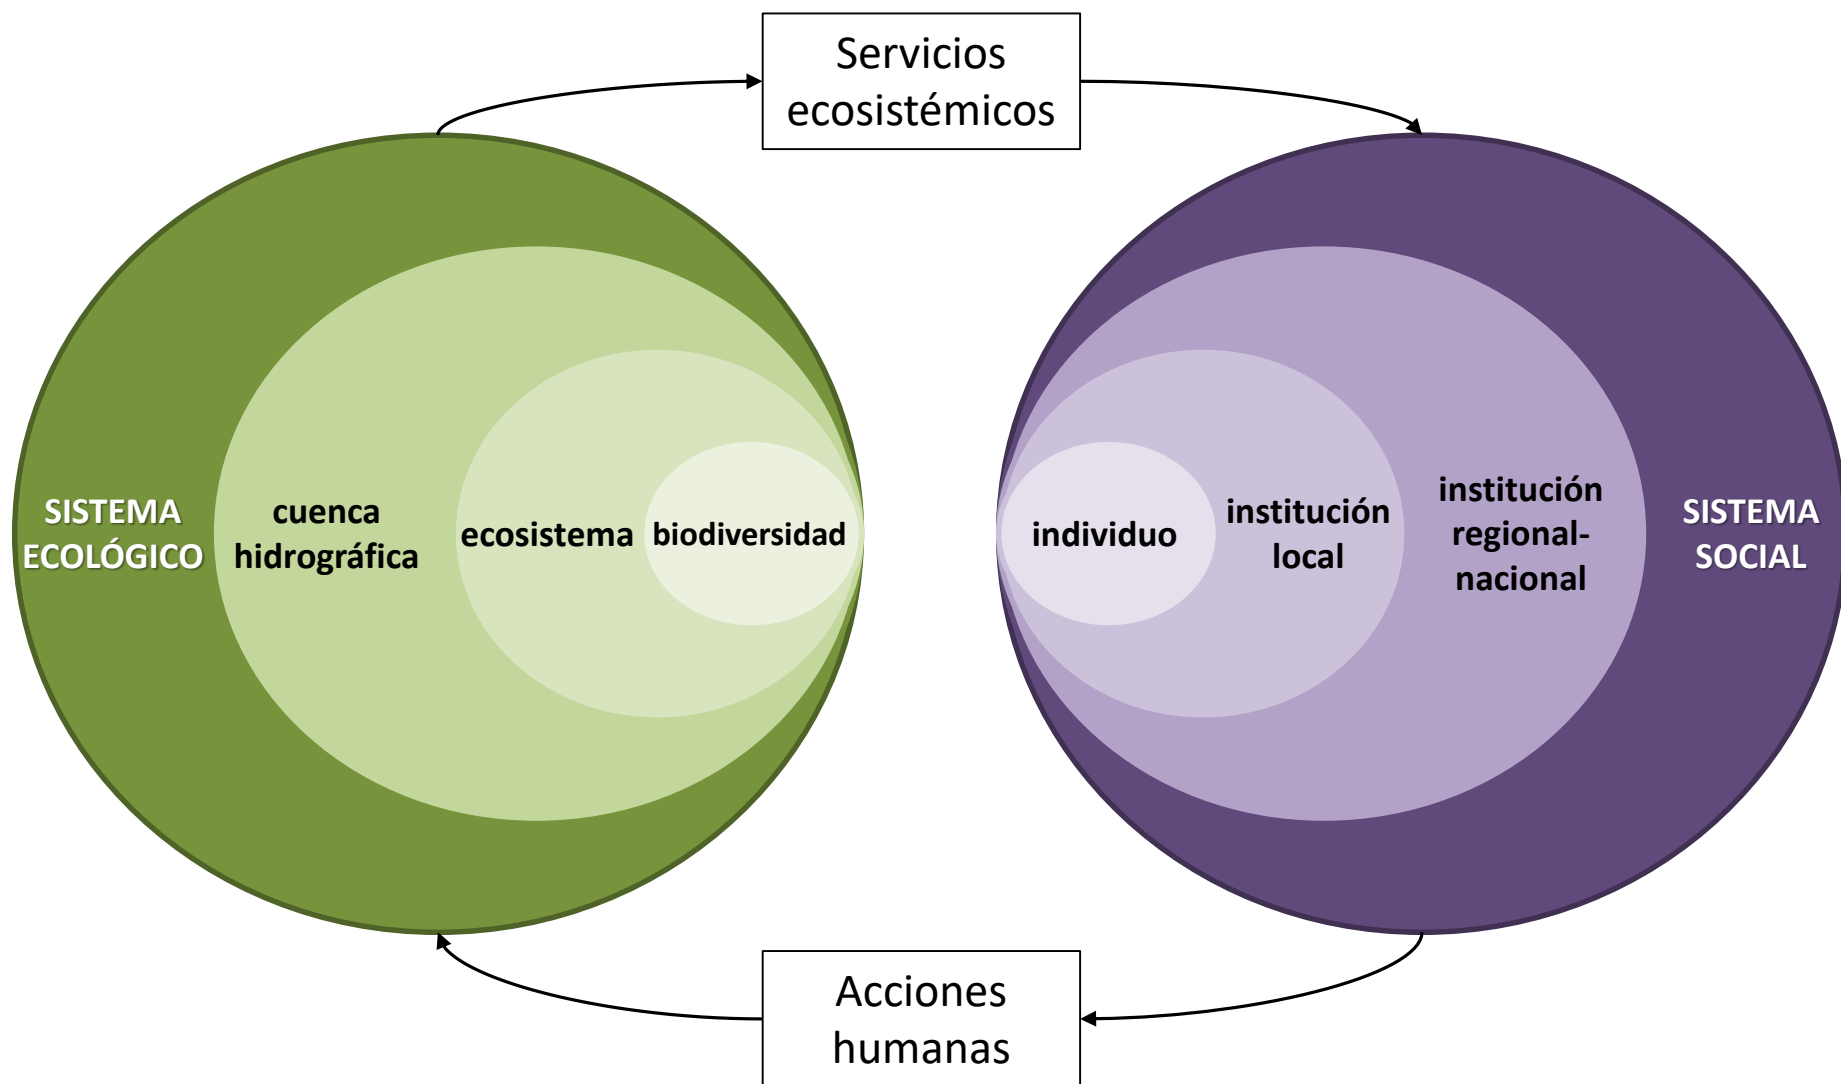 Servicios
ecosistémicos
SISTEMA
ECOLÓGICO
cuenca
hidrográfica
ecosistema
biodiversidad
individuo
institución
local
institución
regional-
nacional
SISTEMA
SOCIAL
Acciones
humanas